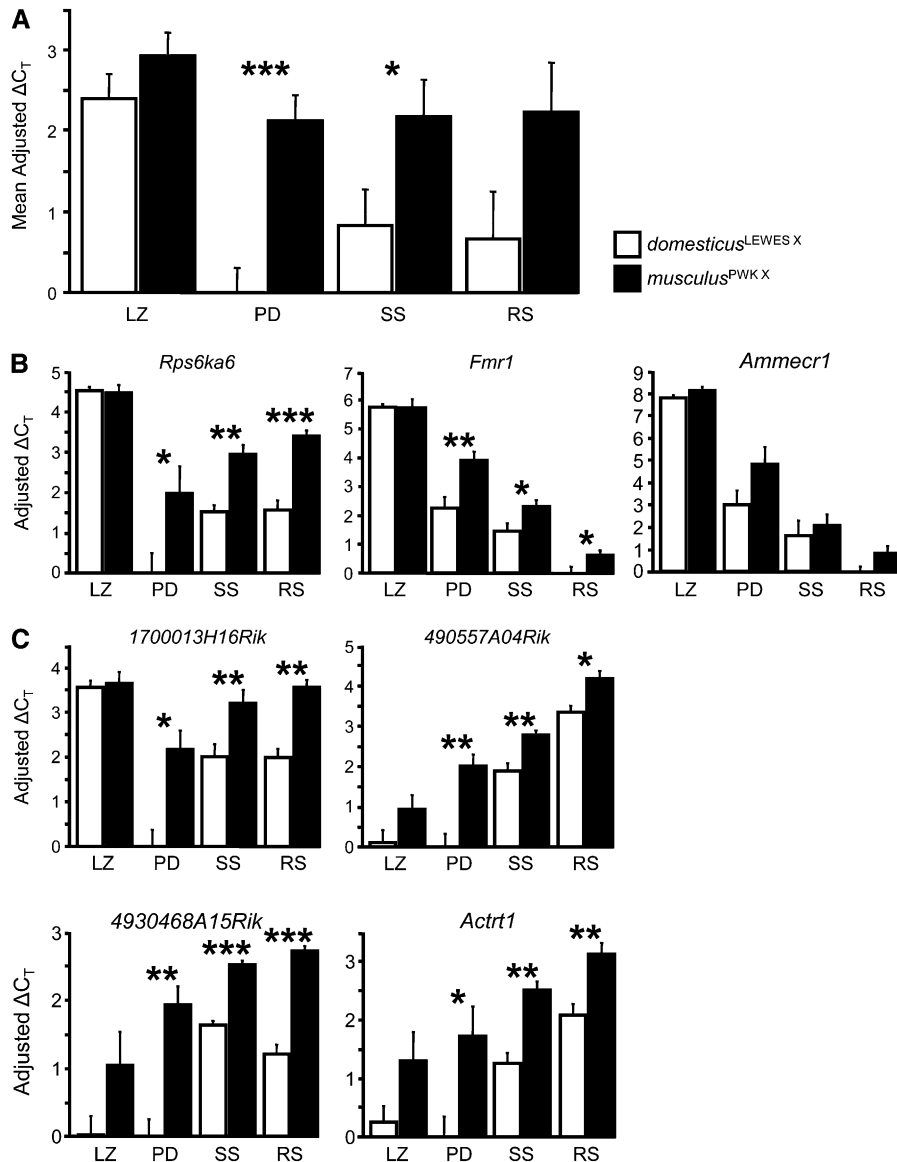 A
Mean Adjusted ΔCT
3
2
1
0
***
*
LZ PD SS RS
domesticusLEWES X
musculusPWK X
B
Rps6ka6
Adjusted ΔCT
5
4
3
2
1
0
*
**
***
LZ PD SS RS
Fmr1
7
6
5
4
3
2
1
0
**
*
*
LZ PD SS RS
Ammecr1
9
8
7
6
5
4
3
2
1
0
LZ PD SS RS
C
1700013H16Rik
Adjusted ΔCT
4
3
2
1
0
*
**
**
LZ PD SS RS
490557A04Rik
5
4
3
2
1
0
**
**
*
LZ PD SS RS
4930468A15Rik
Adjusted ΔCT
3
2
1
0
**
***
***
LZ PD SS RS
Actrt1
3
2
1
0
*
**
**
LZ PD SS RS